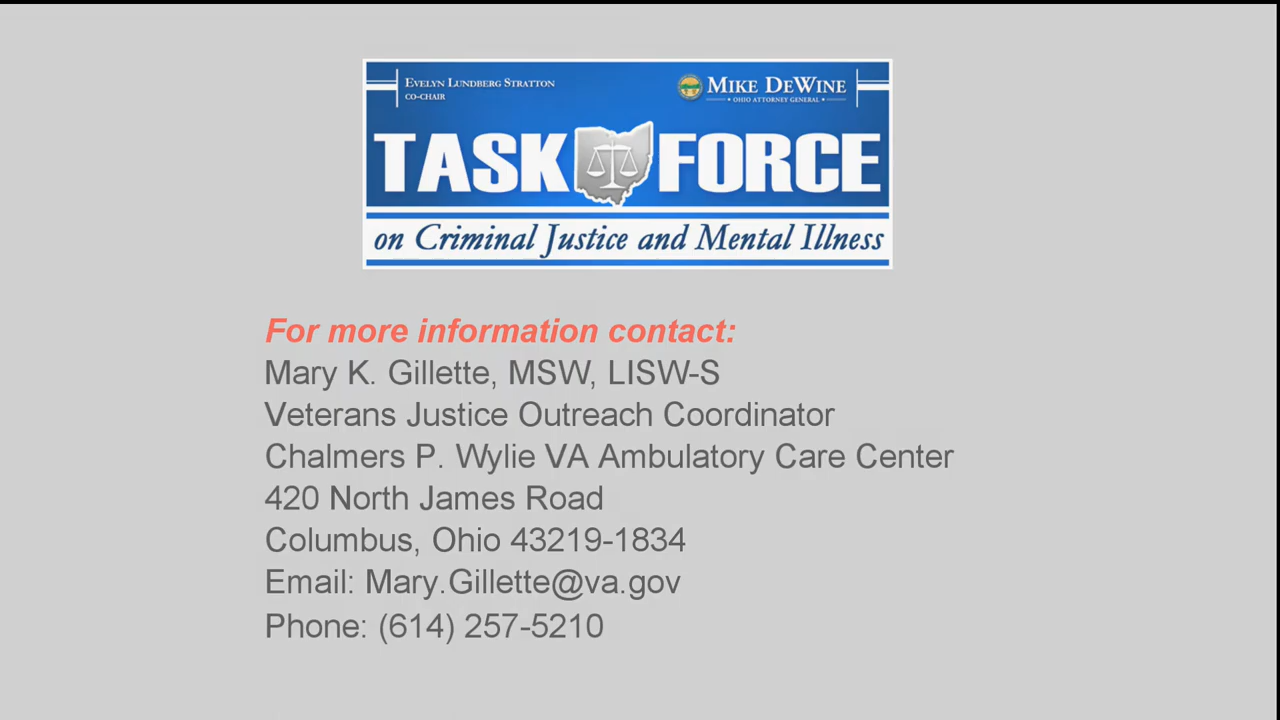 EVELYN LUNDBERG STRATTON
CO-CHAIR
MIKE DEWINE
OHIO ATTORNEY GENERAL
TASK FORCE
on Criminal Justice and Mental Illness
For more information contact:
Mary K. Gillette, MSW, LISW-S
Veterans Justice Outreach Coordinator
Chalmers P. Wylie VA Ambulatory Care Center
420 North James Road
Columbus, Ohio 43219-1834
Email: Mary.Gillette@va.gov
Phone: (614) 257-5210